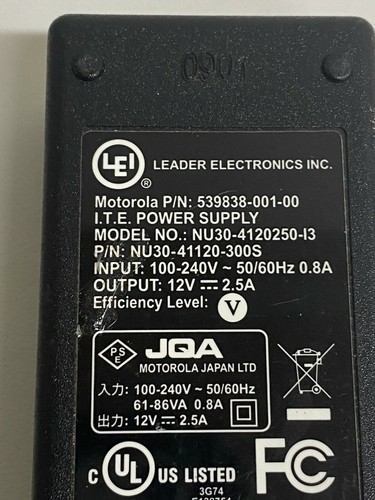 0901
LEI
®
LEADER ELECTRONICS INC.
Motorola P/N: 539838-001-00
I.T.E. POWER SUPPLY
MODEL NO.: NU30-4120250-I3
P/N: NU30-41120-300S
INPUT: 100-240V ~ 50/60Hz 0.8A
OUTPUT: 12V ⎓ 2.5A
Efficiency Level: V
PSE
JQA
MOTOROLA JAPAN LTD
入力: 100-240V ~ 50/60Hz
61-86VA 0.8A
出力: 12V ⎓ 2.5A
C UL US LISTED
FC
3G74